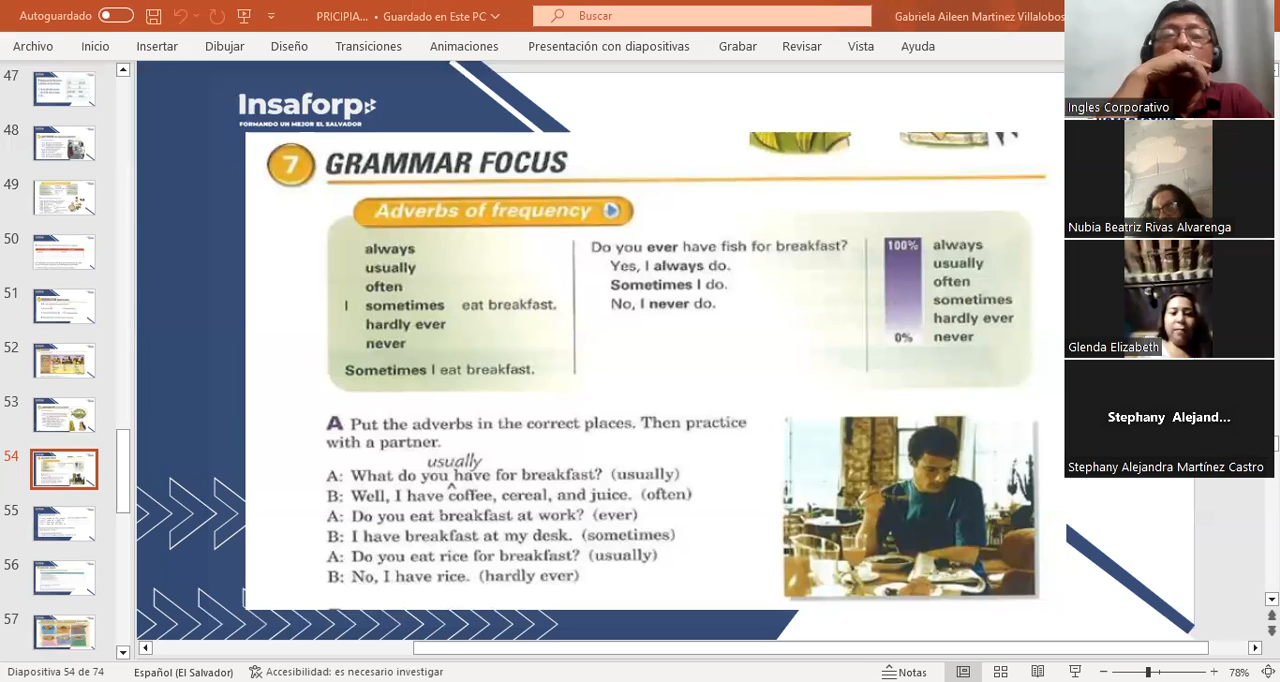 Autoguardado
PRICIPIA... • Guardado en Este PC
Buscar
Gabriela Aileen Martinez Villalobos
Archivo Inicio Insertar Dibujar Diseño Transiciones Animaciones Presentación con diapositivas Grabar Revisar Vista Ayuda
47
48
49
50
51
52
53
54
55
56
57
Insaforp
FORMANDO UN MEJOR EL SALVADOR
7 GRAMMAR FOCUS
Adverbs of frequency
always
usually
often
I sometimes eat breakfast.
hardly ever
never
Sometimes I eat breakfast.
Do you ever have fish for breakfast?
Yes, I always do.
Sometimes I do.
No, I never do.
100% always
usually
often
sometimes
hardly ever
0% never
A Put the adverbs in the correct places. Then practice
with a partner.
usually
A: What do you ^ have for breakfast? (usually)
B: Well, I have coffee, cereal, and juice. (often)
A: Do you eat breakfast at work? (ever)
B: I have breakfast at my desk. (sometimes)
A: Do you eat rice for breakfast? (usually)
B: No, I have rice. (hardly ever)
Ingles Corporativo
Nubia Beatriz Rivas Alvarenga
Glenda Elizabeth
Stephany Alejand...
Stephany Alejandra Martínez Castro
Diapositiva 54 de 74 Español (El Salvador) Accesibilidad: es necesario investigar Notas 78%